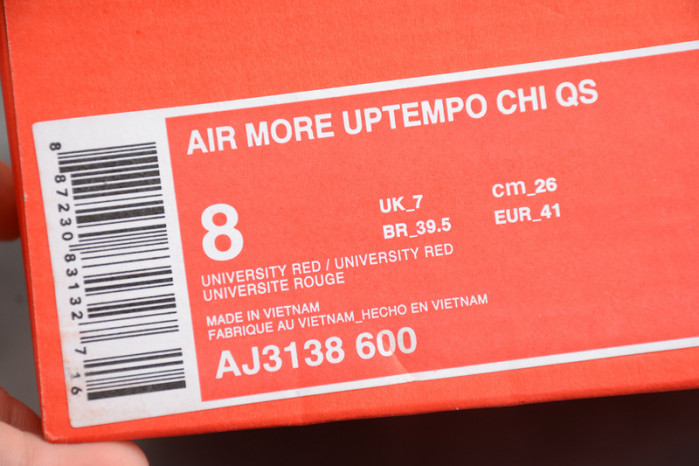 AIR MORE UPTEMPO CHI QS
8
UK_7 cm_26
BR_39.5 EUR_41
UNIVERSITY RED / UNIVERSITY RED
UNIVERSITE ROUGE
MADE IN VIETNAM
FABRIQUE AU VIETNAM_HECHO EN VIETNAM
AJ3138 600
8 87230 83132 7 16